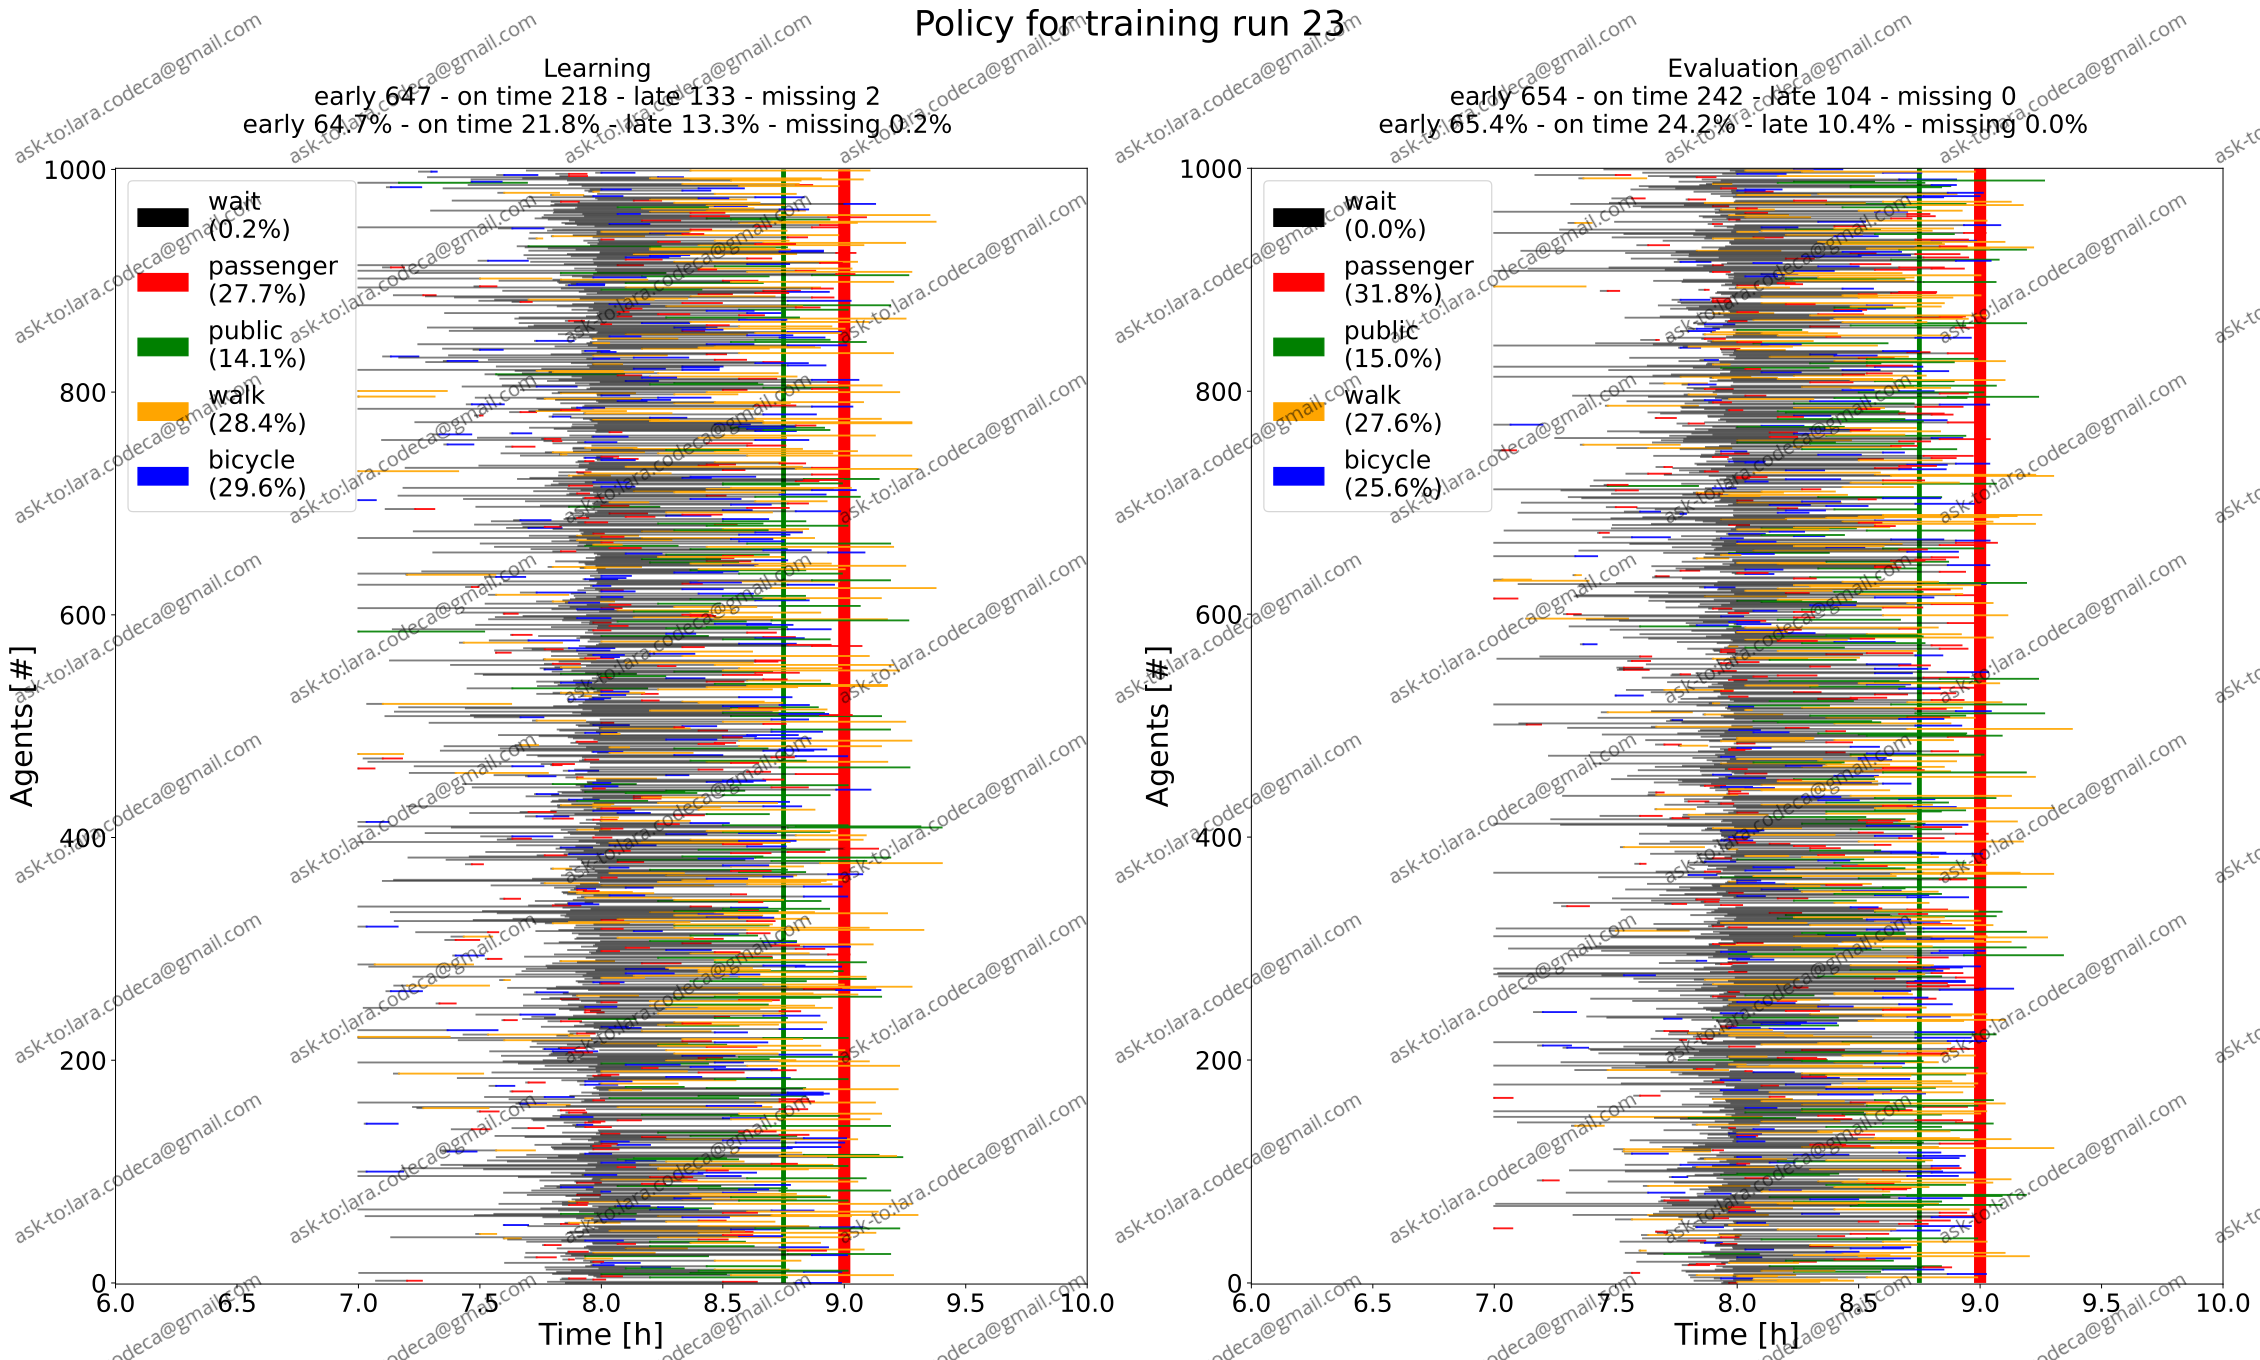 Policy for training run 23
Learning
early 647 - on time 218 - late 133 - missing 2
early 64.7% - on time 21.8% - late 13.3% - missing 0.2%
1000
800
600
400
200
0
Agents [#]
wait
(0.2%)
passenger
(27.7%)
public
(14.1%)
walk
(28.4%)
bicycle
(29.6%)
6.0 6.5 7.0 7.5 8.0 8.5 9.0 9.5 10.0
Time [h]
Evaluation
early 654 - on time 242 - late 104 - missing 0
early 65.4% - on time 24.2% - late 10.4% - missing 0.0%
1000
800
600
400
200
0
Agents [#]
wait
(0.0%)
passenger
(31.8%)
public
(15.0%)
walk
(27.6%)
bicycle
(25.6%)
6.0 6.5 7.0 7.5 8.0 8.5 9.0 9.5 10.0
Time [h]
ask-to:lara.codeca@gmail.com